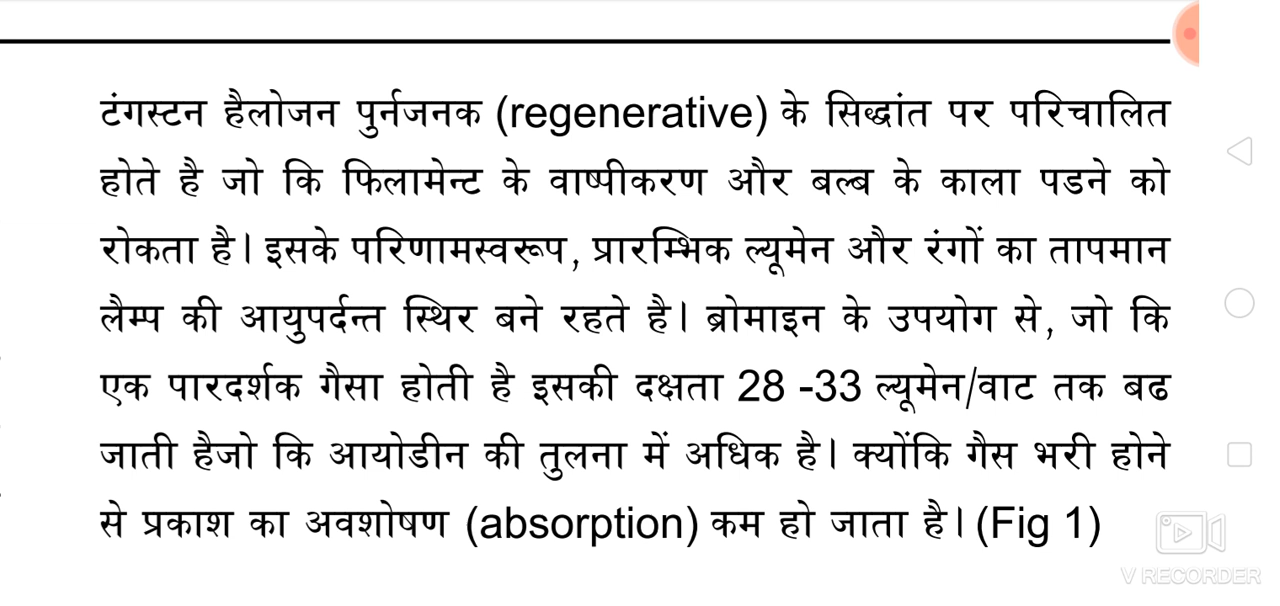 टंगस्टन हैलोजन पुर्नजनक (regenerative) के सिद्धांत पर परिचालित
होते है जो कि फिलामेन्ट के वाष्पीकरण और बल्ब के काला पडने को
रोकता है। इसके परिणामस्वरूप, प्रारम्भिक ल्यूमेन और रंगों का तापमान
लैम्प की आयुपर्दन्त स्थिर बने रहते है। ब्रोमाइन के उपयोग से, जो कि
एक पारदर्शक गैसा होती है इसकी दक्षता 28 -33 ल्यूमेन/वाट तक बढ
जाती हैजो कि आयोडीन की तुलना में अधिक है। क्योंकि गैस भरी होने
से प्रकाश का अवशोषण (absorption) कम हो जाता है। (Fig 1)
V RECORDER